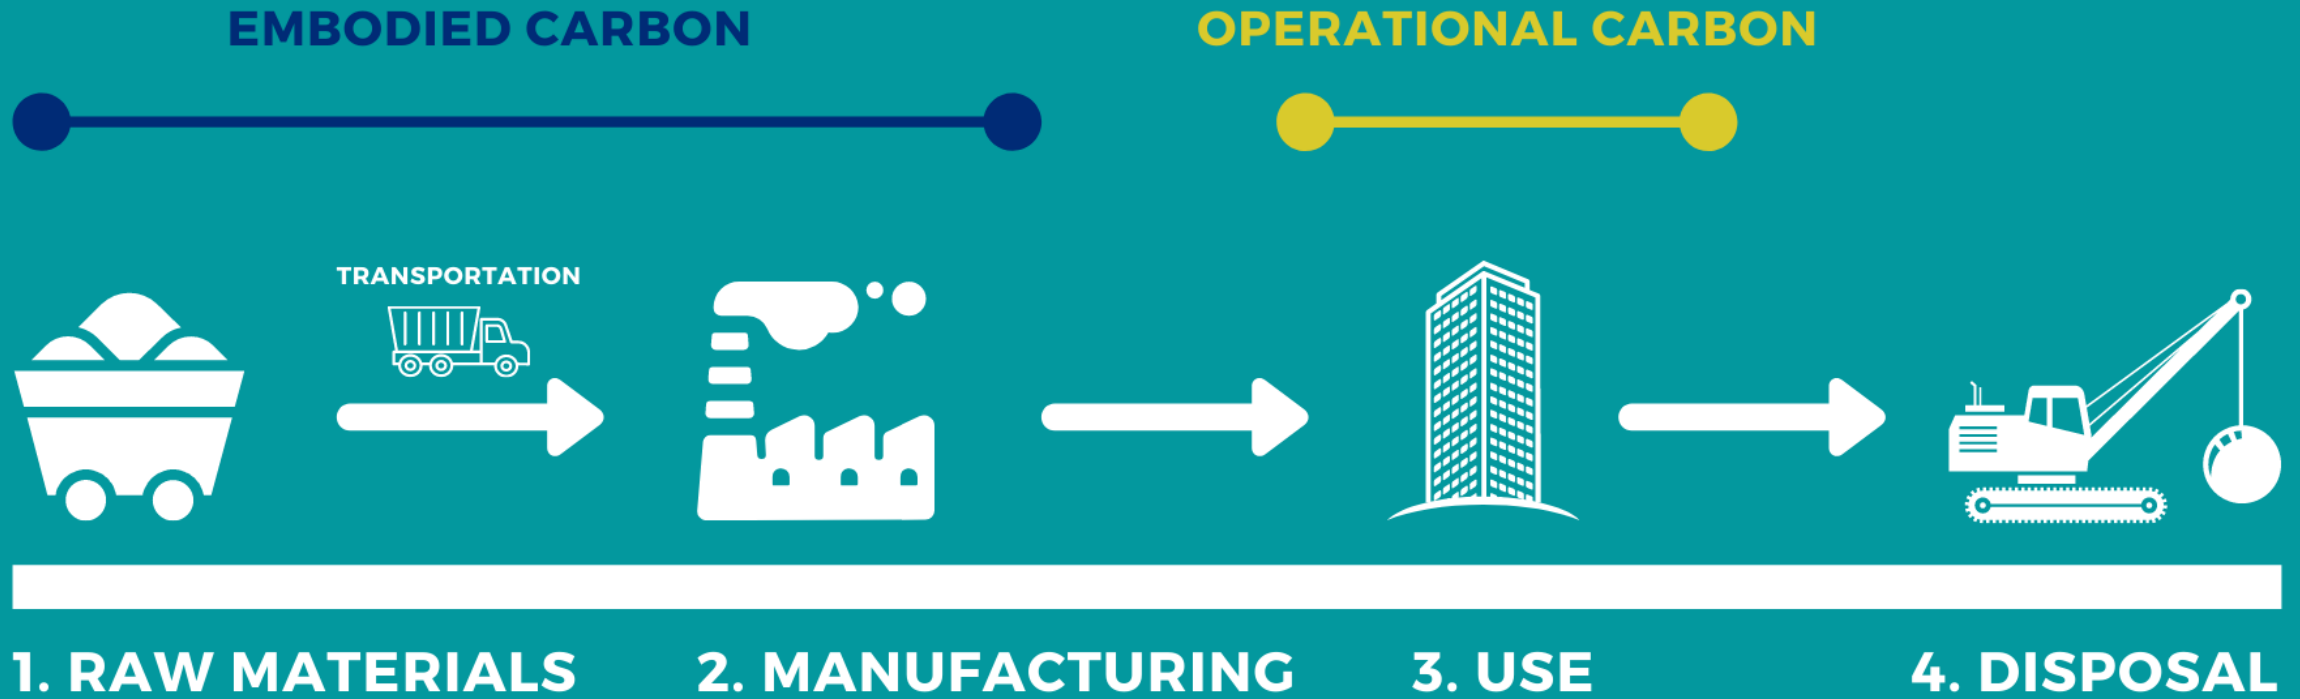 EMBODIED CARBON
OPERATIONAL CARBON
TRANSPORTATION
1. RAW MATERIALS
2. MANUFACTURING
3. USE
4. DISPOSAL